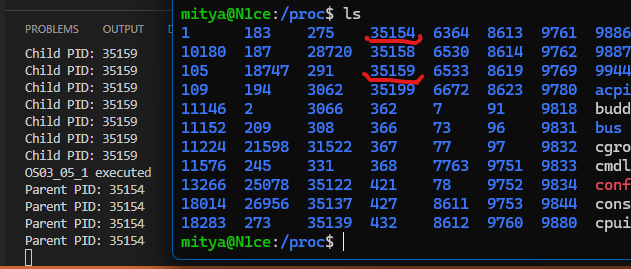 PROBLEMS OUTPUT
Child PID: 35159
Child PID: 35159
Child PID: 35159
Child PID: 35159
Child PID: 35159
Child PID: 35159
OS03_05_1 executed
Parent PID: 35154
Parent PID: 35154
Parent PID: 35154
Parent PID: 35154
mitya@N1ce:/proc$ ls
1 183 275 35154 6364 8613 9761 9886
10180 187 28720 35158 6530 8614 9762 9887
105 18747 291 35159 6533 8619 9769 9944
109 194 3062 35199 6672 8623 9780 acpi
11146 2 3066 362 7 91 9818 budd
11152 209 308 366 73 96 9831 bus
11224 21598 31522 367 77 97 9832 cgro
11576 245 331 368 7763 9751 9833 cmdl
13266 25078 35122 421 78 9752 9834 conf
18014 26956 35137 427 8611 9753 9844 cons
18283 273 35139 432 8612 9760 9880 cpui
mitya@N1ce:/proc$